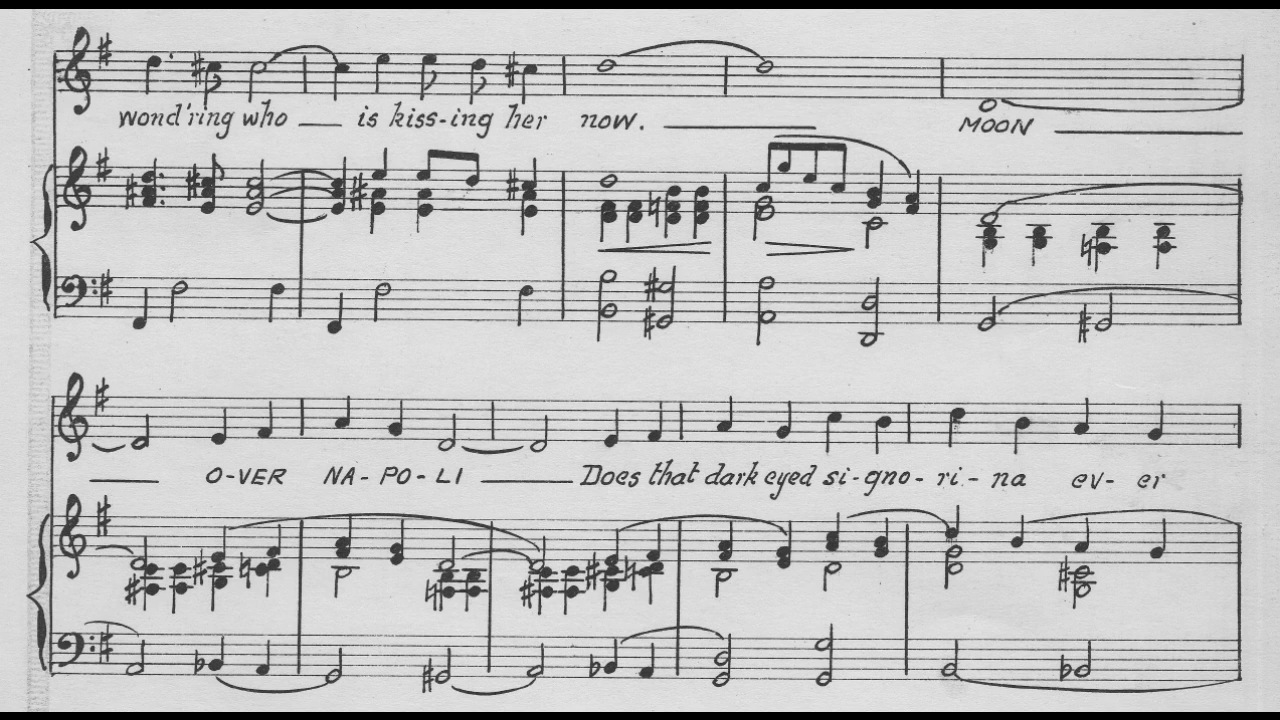 wond'ring who — is kiss-ing her now. — MOON —
— O-VER NA-PO-LI — Does that dark eyed si-gno-ri-na ev-er